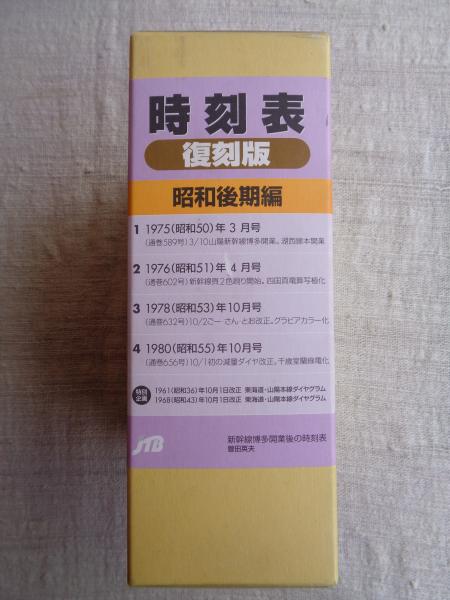 時刻表
復刻版
昭和後期編
1 1975(昭和50)年3月号
(通巻589号)3/10山陽新幹線博多開業。湖西線本開業
2 1976(昭和51)年4月号
(通巻602号)新幹線頁2色刷り開始。四国頁電算写植化
3 1978(昭和53)年10月号
(通巻632号)10/2ごー さん・とお改正。グラビアカラー化
4 1980(昭和55)年10月号
(通巻656号)10/1初の減量ダイヤ改正。千歳室蘭線電化
特別企画
1961(昭和36)年10月1日改正 東海道・山陽本線ダイヤグラム
1968(昭和43)年10月1日改正 東海道・山陽本線ダイヤグラム
JTB
新幹線博多開業後の時刻表
曽田英夫